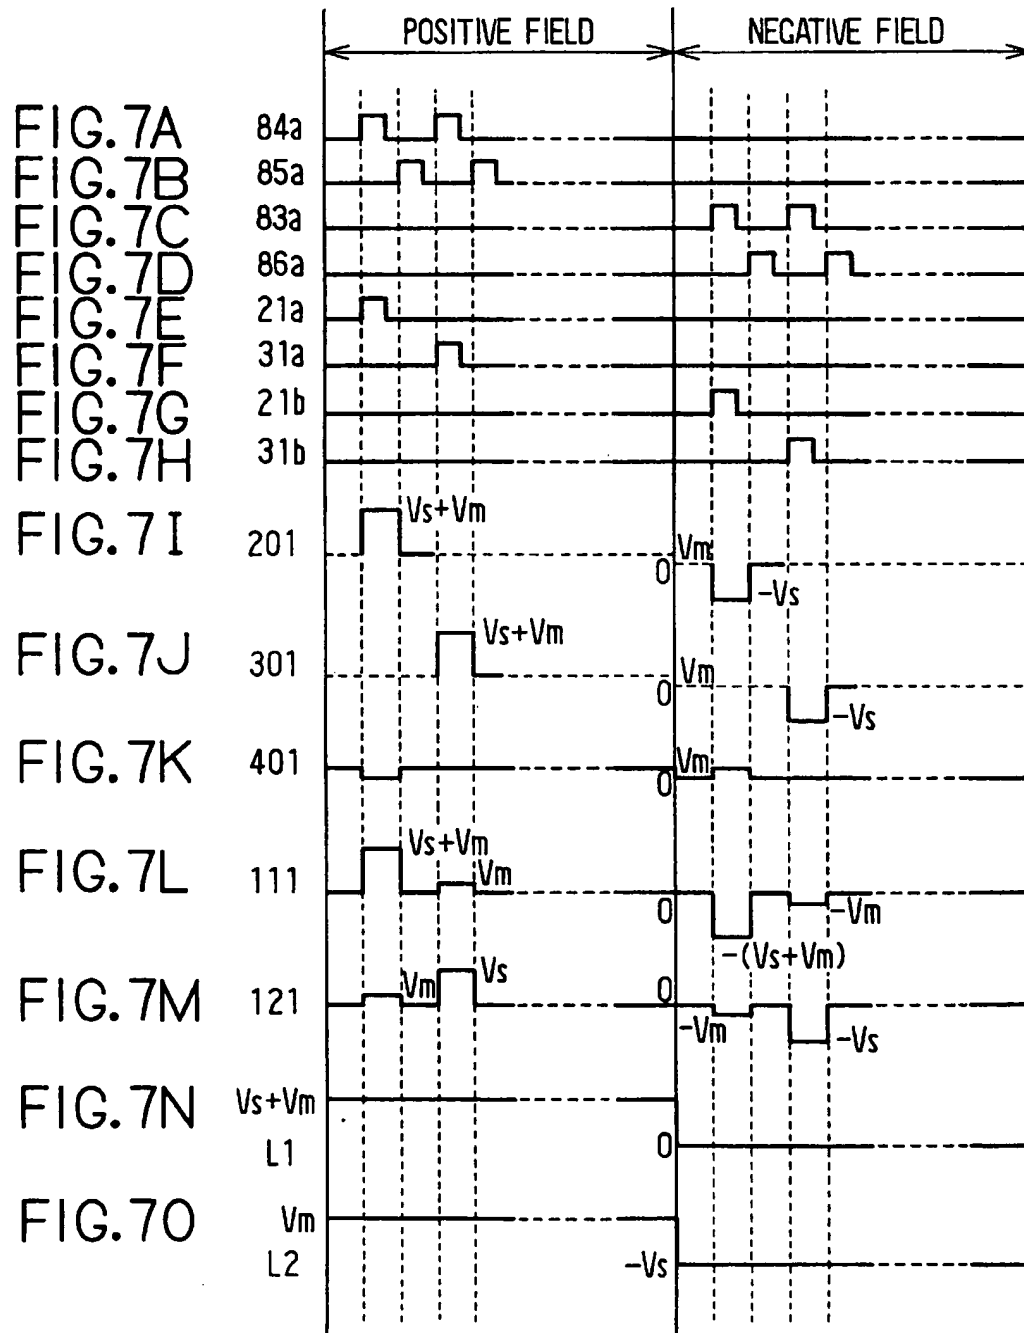 POSITIVE FIELD NEGATIVE FIELD
FIG.7A 84a
FIG.7B 85a
FIG.7C 83a
FIG.7D 86a
FIG.7E 21a
FIG.7F 31a
FIG.7G 21b
FIG.7H 31b
FIG.7I 201 Vs+Vm Vm 0 -Vs
FIG.7J 301 Vs+Vm Vm 0 -Vs
FIG.7K 401 Vm 0
FIG.7L 111 Vs+Vm Vm 0 -Vm -(Vs+Vm)
FIG.7M 121 Vm Vs 0 -Vm -Vs
FIG.7N Vs+Vm L1 0
FIG.7O Vm L2 -Vs